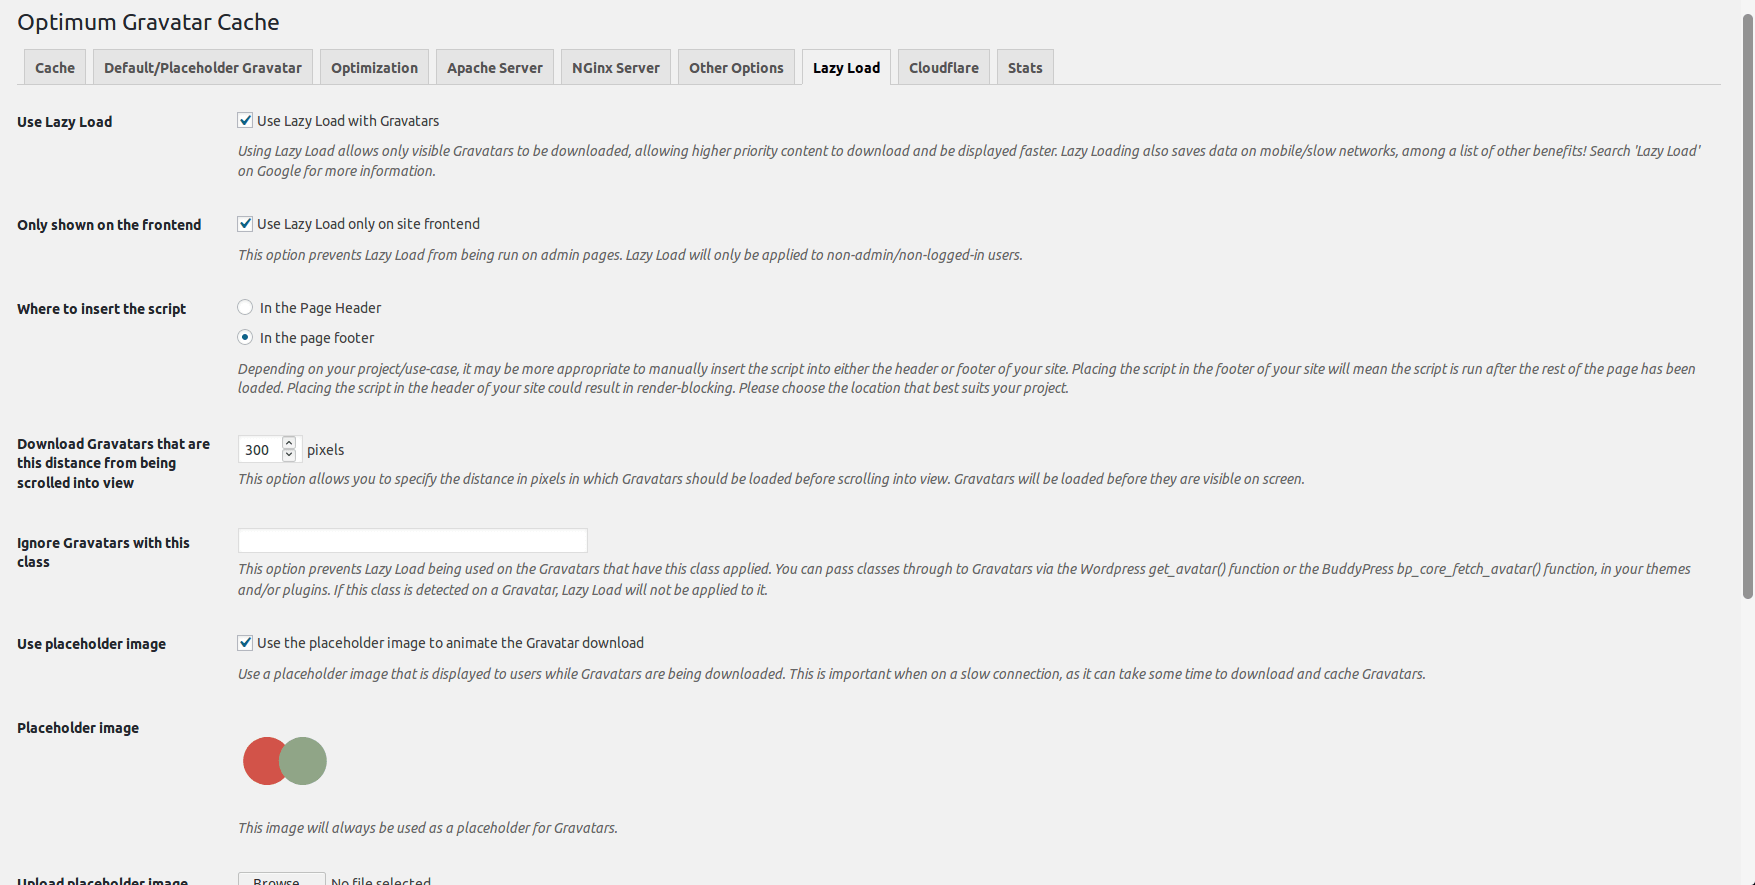 Optimum Gravatar Cache
Cache Default/Placeholder Gravatar Optimization Apache Server NGinx Server Other Options Lazy Load Cloudflare Stats
Use Lazy Load
Use Lazy Load with Gravatars
Using Lazy Load allows only visible Gravatars to be downloaded, allowing higher priority content to download and be displayed faster. Lazy Loading also saves data on mobile/slow networks, among a list of other benefits! Search 'Lazy Load'
on Google for more information.
Only shown on the frontend
Use Lazy Load only on site frontend
This option prevents Lazy Load from being run on admin pages. Lazy Load will only be applied to non-admin/non-logged-in users.
Where to insert the script
In the Page Header
In the page footer
Depending on your project/use-case, it may be more appropriate to manually insert the script into either the header or footer of your site. Placing the script in the footer of your site will mean the script is run after the rest of the page has been
loaded. Placing the script in the header of your site could result in render-blocking. Please choose the location that best suits your project.
Download Gravatars that are
this distance from being
scrolled into view
300 pixels
This option allows you to specify the distance in pixels in which Gravatars should be loaded before scrolling into view. Gravatars will be loaded before they are visible on screen.
Ignore Gravatars with this
class
This option prevents Lazy Load being used on the Gravatars that have this class applied. You can pass classes through to Gravatars via the Wordpress get_avatar() function or the BuddyPress bp_core_fetch_avatar() function, in your themes
and/or plugins. If this class is detected on a Gravatar, Lazy Load will not be applied to it.
Use placeholder image
Use the placeholder image to animate the Gravatar download
Use a placeholder image that is displayed to users while Gravatars are being downloaded. This is important when on a slow connection, as it can take some time to download and cache Gravatars.
Placeholder image
This image will always be used as a placeholder for Gravatars.
Upload placeholder image
Browse... No file selected.